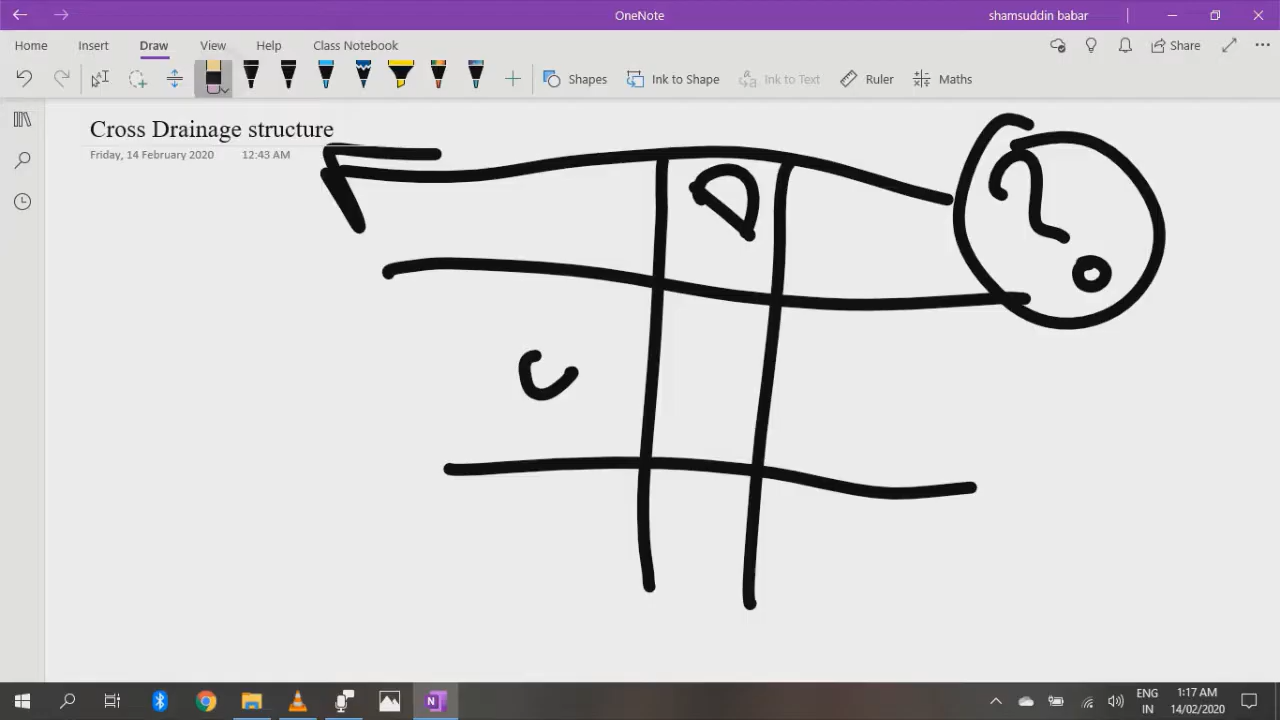 OneNote
shamsuddin babar
Home Insert Draw View Help Class Notebook
Share
Shapes Ink to Shape Ink to Text Ruler Maths
Cross Drainage structure
Friday, 14 February 2020 12:43 AM
D
?
C
ENG
IN
1:17 AM
14/02/2020